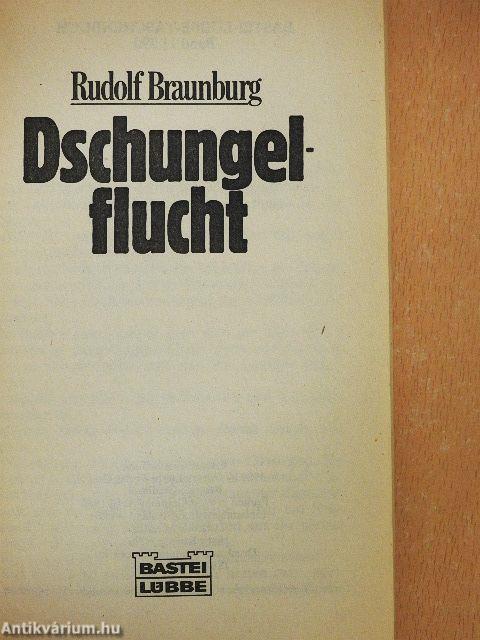 Rudolf Braunburg
Dschungel-
flucht
BASTEI
LÜBBE
Antikvárium.hu